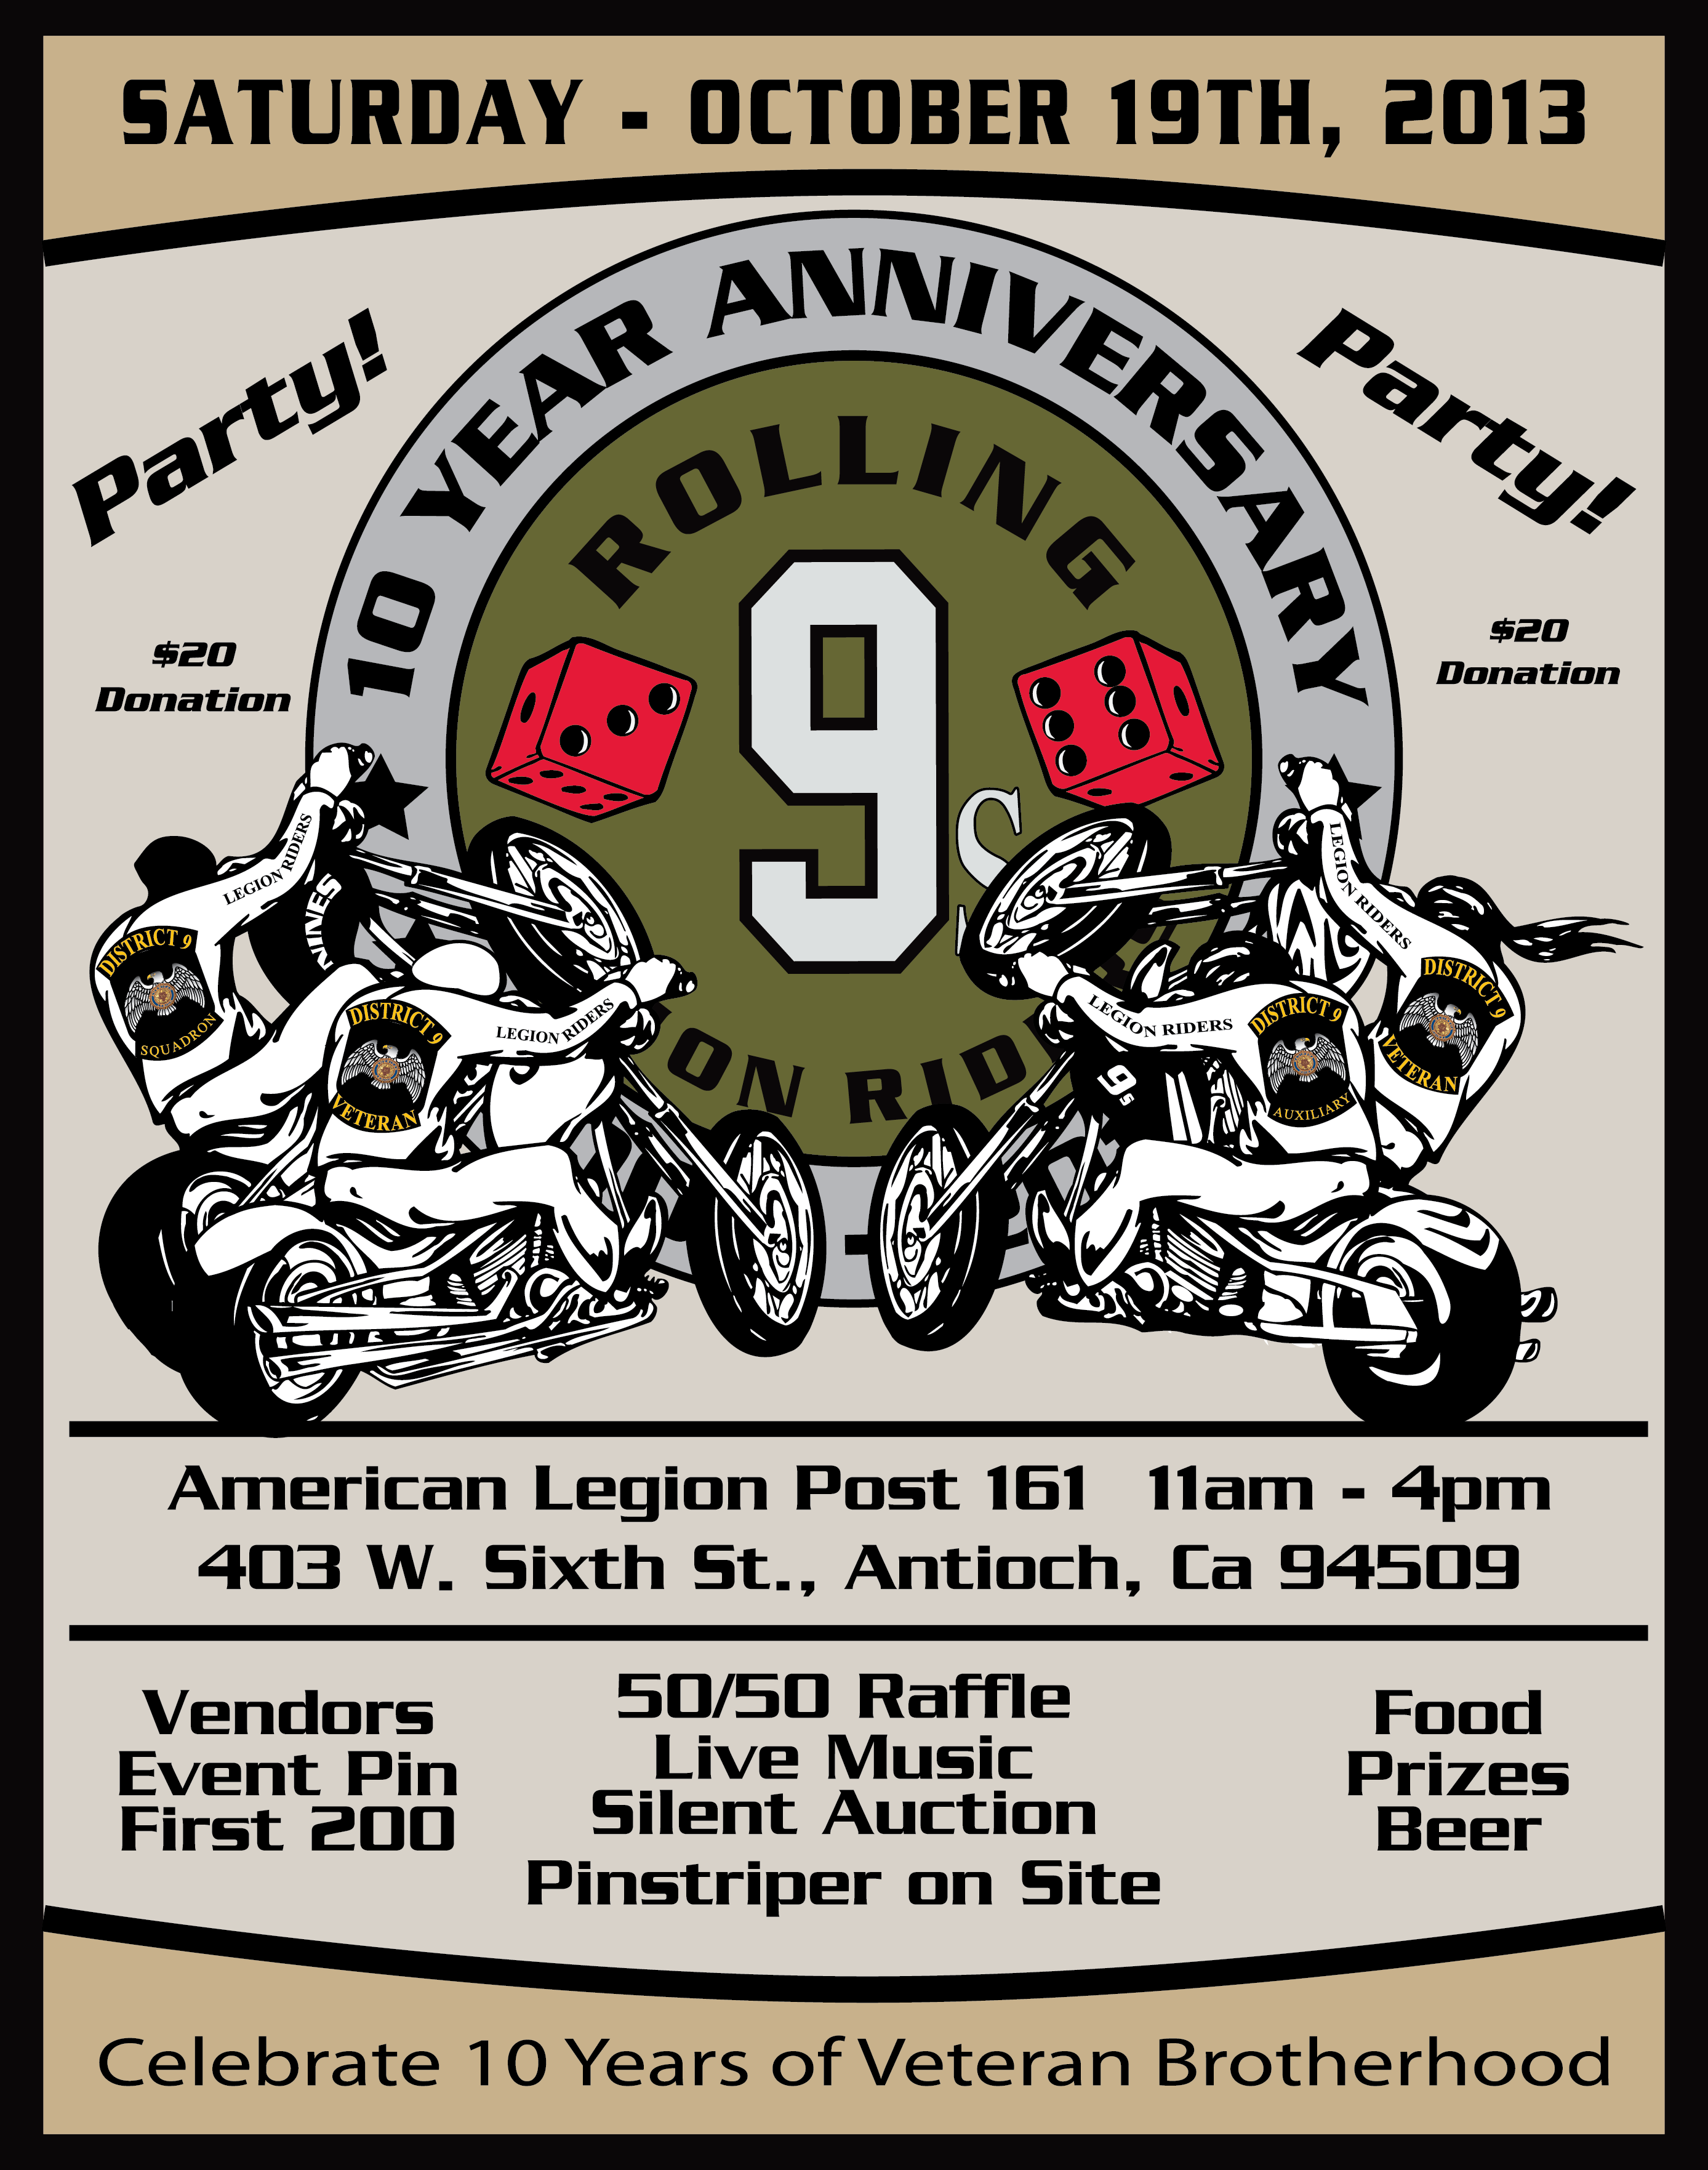 SATURDAY - OCTOBER 19TH, 2013
10 YEAR ANNIVERSARY
Party!
Party!
ROLLING
9s
$20
Donation
$20
Donation
LEGION RIDERS
LEGION RIDERS
NINES
DISTRICT 9
SQUADRON
DISTRICT 9
VETERAN
LEGION RIDERS
LEGION RIDERS
DISTRICT 9
AUXILIARY
DISTRICT 9
VETERAN
9s
American Legion Post 161 11am - 4pm
403 W. Sixth St., Antioch, Ca 94509
Vendors
Event Pin
First 200
50/50 Raffle
Live Music
Silent Auction
Pinstriper on Site
Food
Prizes
Beer
Celebrate 10 Years of Veteran Brotherhood